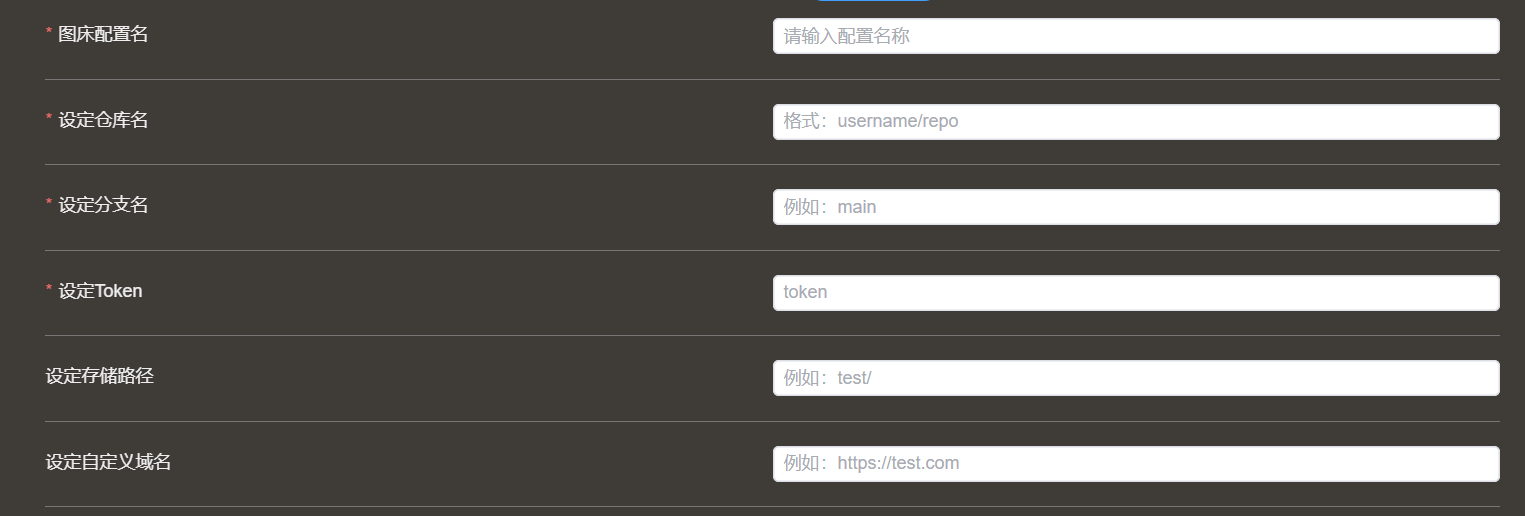 * 图床配置名
请输入配置名称
* 设定仓库名
格式：username/repo
* 设定分支名
例如：main
* 设定Token
token
设定存储路径
例如：test/
设定自定义域名
例如：https://test.com